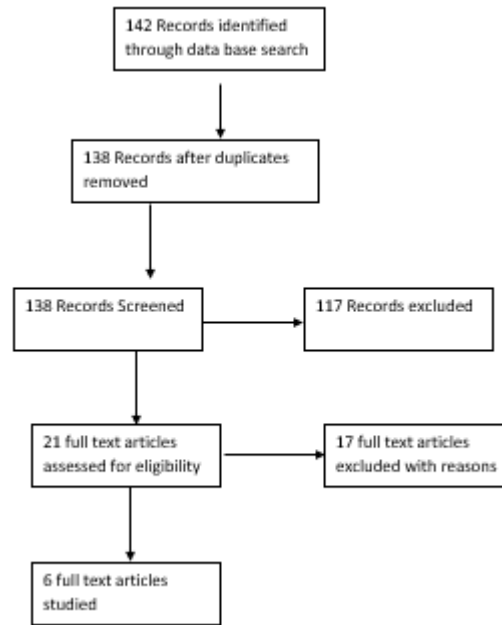 142 Records identified
through data base search
138 Records after duplicates
removed
138 Records Screened
117 Records excluded
21 full text articles
assessed for eligibility
17 full text articles
excluded with reasons
6 full text articles
studied